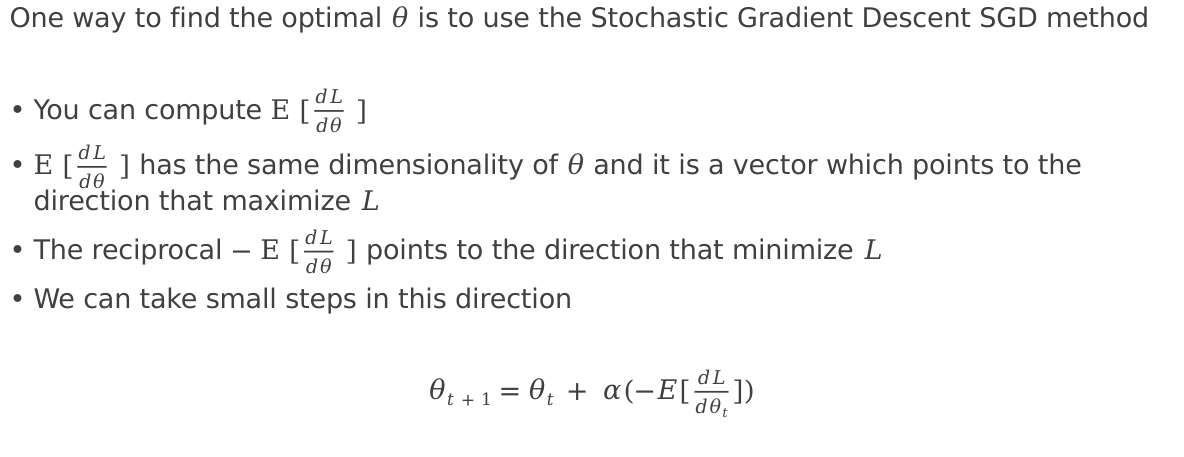 One way to find the optimal θ is to use the Stochastic Gradient Descent SGD method
• You can compute E [dL/dθ ]
• E [dL/dθ ] has the same dimensionality of θ and it is a vector which points to the
direction that maximize L
• The reciprocal − E [dL/dθ ] points to the direction that minimize L
• We can take small steps in this direction
θ_{t + 1} = θ_t + α(−E[dL/dθ_t])